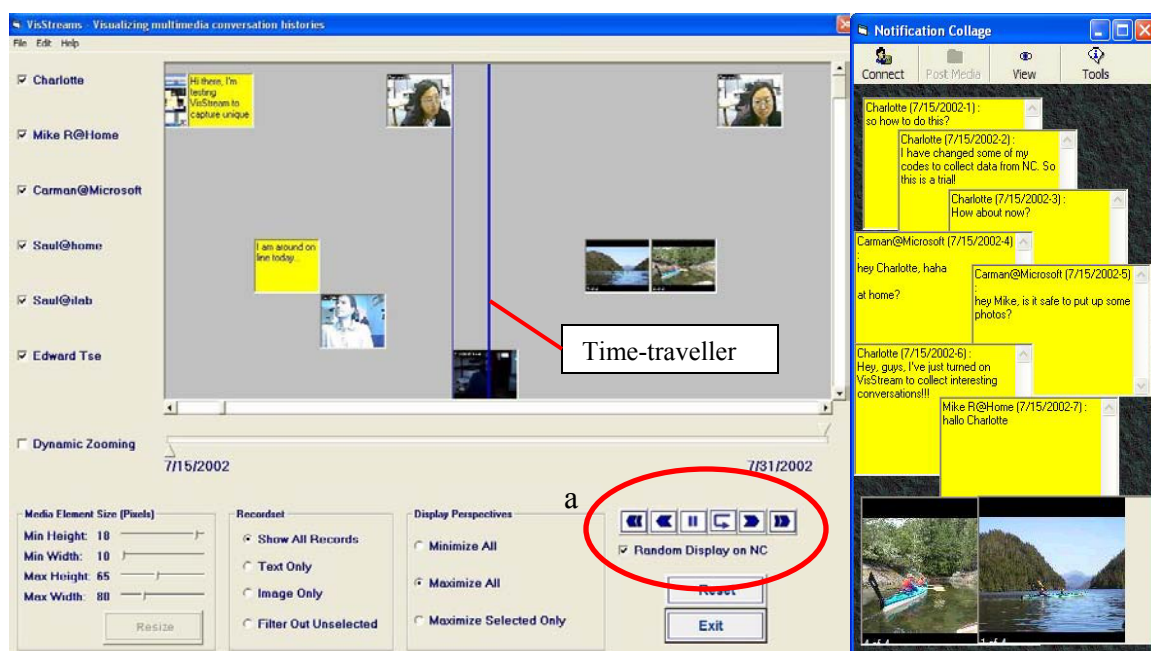 VisStreams - Visualizing multimedia conversation histories
File Edit Help
Charlotte
Mike R@Home
Carman@Microsoft
Saul@home
Saul@ilab
Edward Tse
Hi there, I'm
testing
VisStream to
capture unique
I am around on
line today...
Time-traveller
Dynamic Zooming
7/15/2002
7/31/2002
Media Element Size (Pixels)
Min Height: 18
Min Width: 10
Max Height: 65
Max Width: 80
Resize
Recordset
Show All Records
Text Only
Image Only
Filter Out Unselected
Display Perspectives
Minimize All
Maximize All
Maximize Selected Only
a
Random Display on NC
Reset
Exit
Notification Collage
Connect
Post Media
View
Tools
Charlotte (7/15/2002-1) :
so how to do this?
Charlotte (7/15/2002-2) :
I have changed some of my
codes to collect data from NC. So
this is a trial!
Charlotte (7/15/2002-3) :
How about now?
Carman@Microsoft (7/15/2002-4)
:
hey Charlotte, haha
at home?
Carman@Microsoft (7/15/2002-5)
:
hey Mike, is it safe to put up some
photos?
Charlotte (7/15/2002-6) :
Hey, guys, I've just turned on
VisStream to collect interesting
conversations!!!
Mike R@Home (7/15/2002-7) :
hallo Charlotte
4 of 4
1 of 4